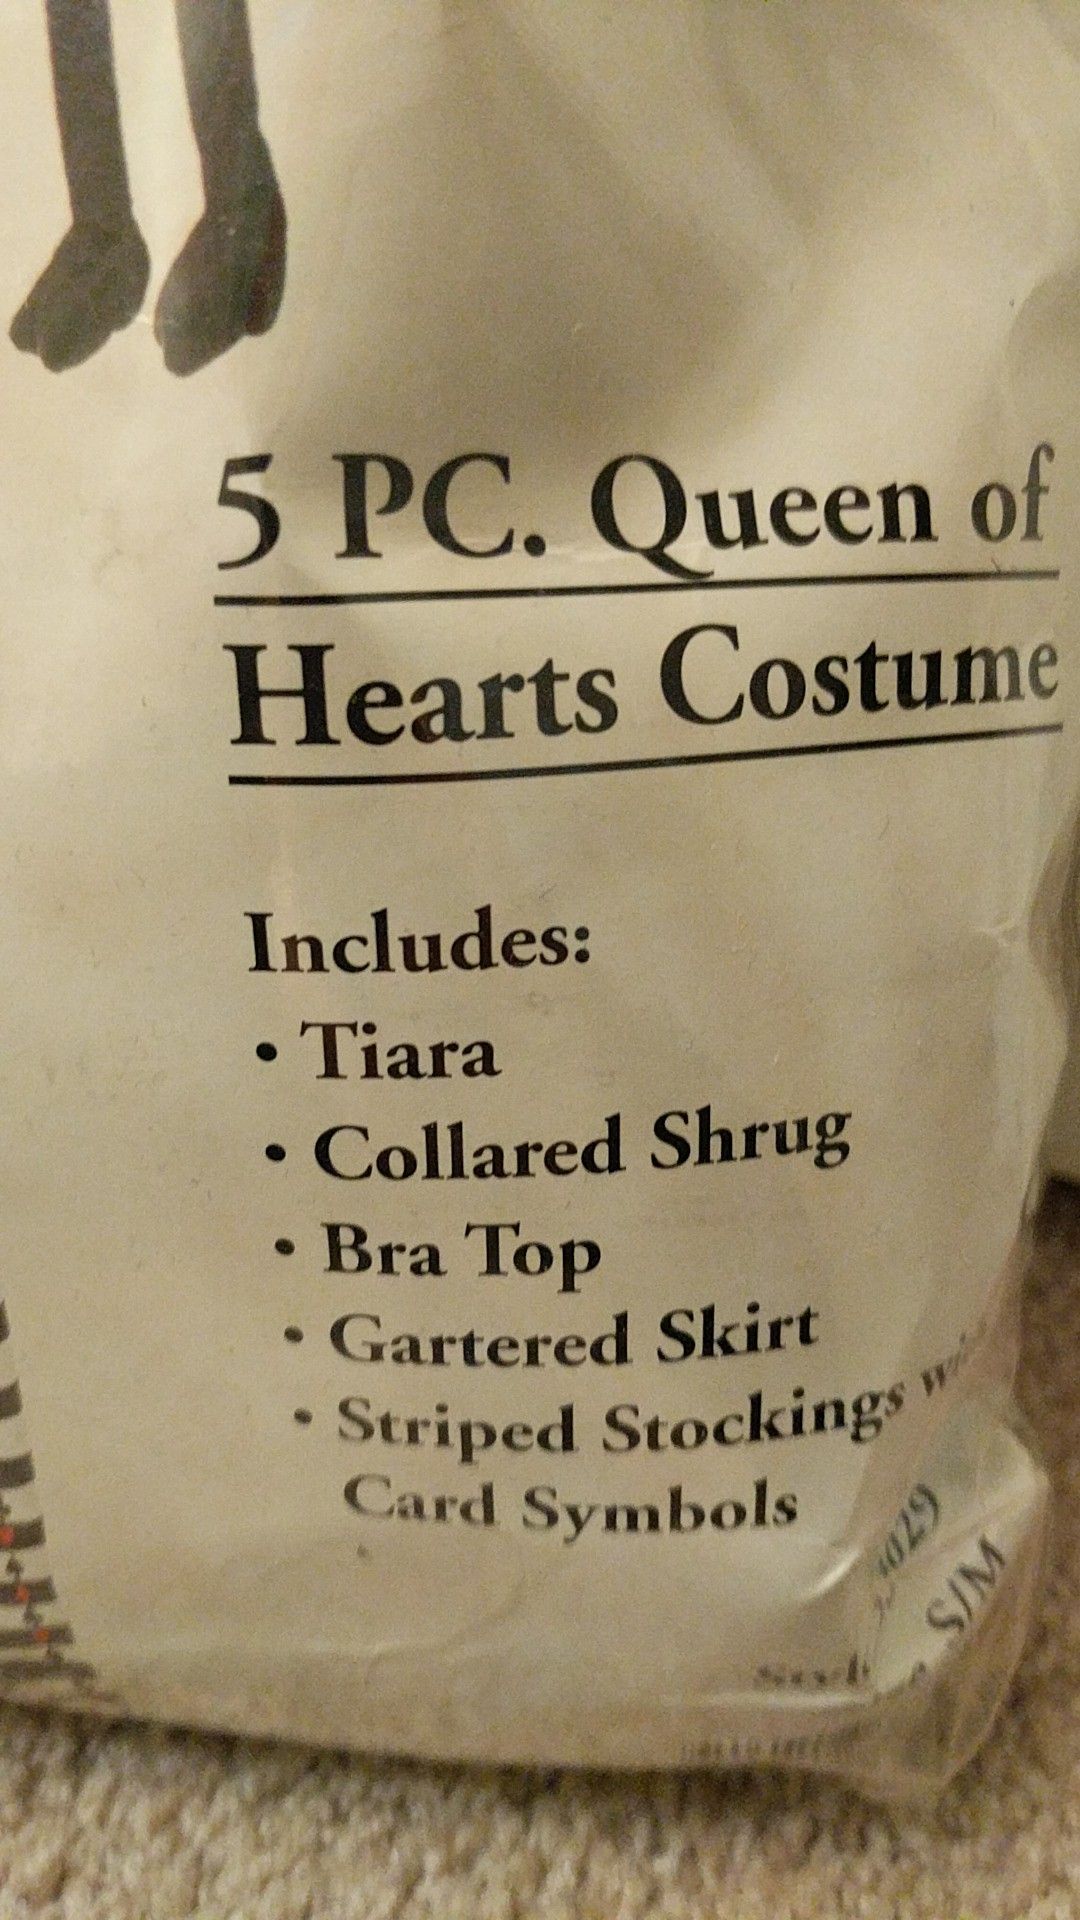 5 PC. Queen of
Hearts Costume
Includes:
• Tiara
• Collared Shrug
• Bra Top
• Gartered Skirt
• Striped Stockings
Card Symbols
S/M